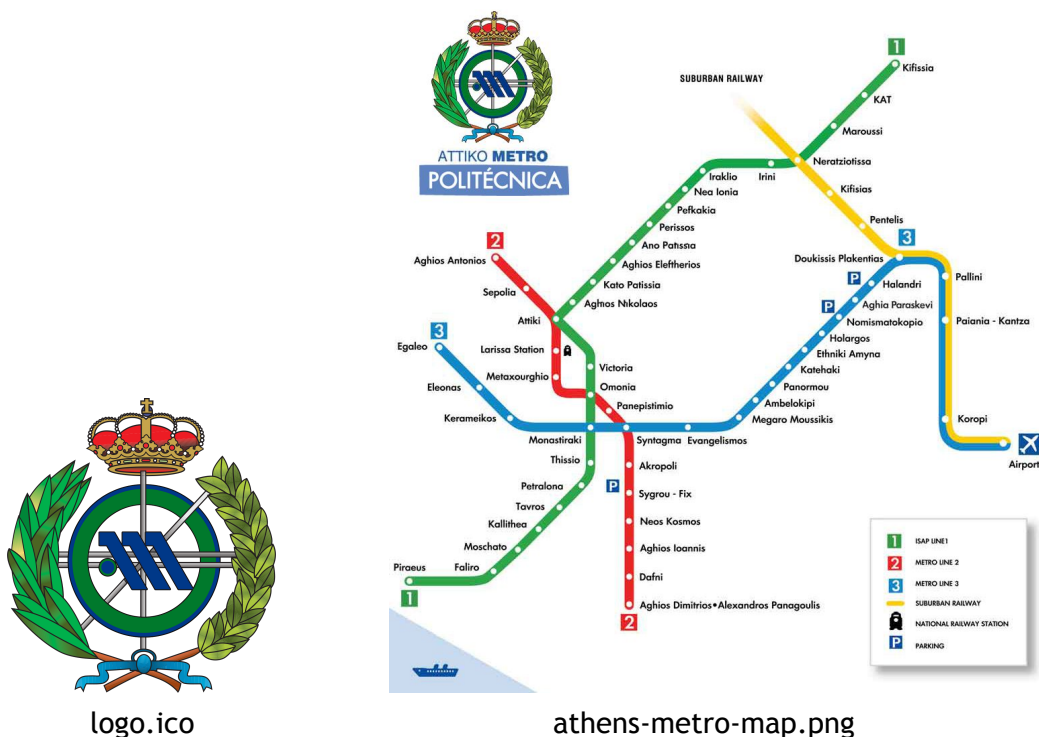 ATTIKO METRO
POLITÉCNICA
SUBURBAN RAILWAY
1
Kifissia
KAT
Maroussi
Neratziotissa
Irini
Iraklio
Nea Ionia
Kifisias
Pefkakia
Perissos
Pentelis
Ano Patissia
2
3
Aghios Antonios
Doukissis Plakentias
Aghios Eleftherios
P
Halandri
Pallini
Sepolia
Kato Patissia
Aghia Paraskevi
Aghos Nikolaos
P
Nomismatokopio
Attiki
Paiania - Kantza
3
Holargos
Egaleo
Larissa Station
Ethniki Amyna
Victoria
Katehaki
Metaxourghio
Eleonas
Omonia
Panormou
Panepistimio
Ambelokipi
Kerameikos
Megaro Moussikis
Koropi
Monastiraki
Syntagma
Evangelismos
Thissio
Akropoli
Airport
Petralona
P
Sygrou - Fix
Tavros
Neos Kosmos
Kallithea
Moschato
Aghios Ioannis
Piraeus
Faliro
Dafni
1
Aghios Dimitrios•Alexandros Panagoulis
2
1 ISAP LINE1
2 METRO LINE 2
3 METRO LINE 3
SUBURBAN RAILWAY
NATIONAL RAILWAY STATION
P PARKING
logo.ico
athens-metro-map.png